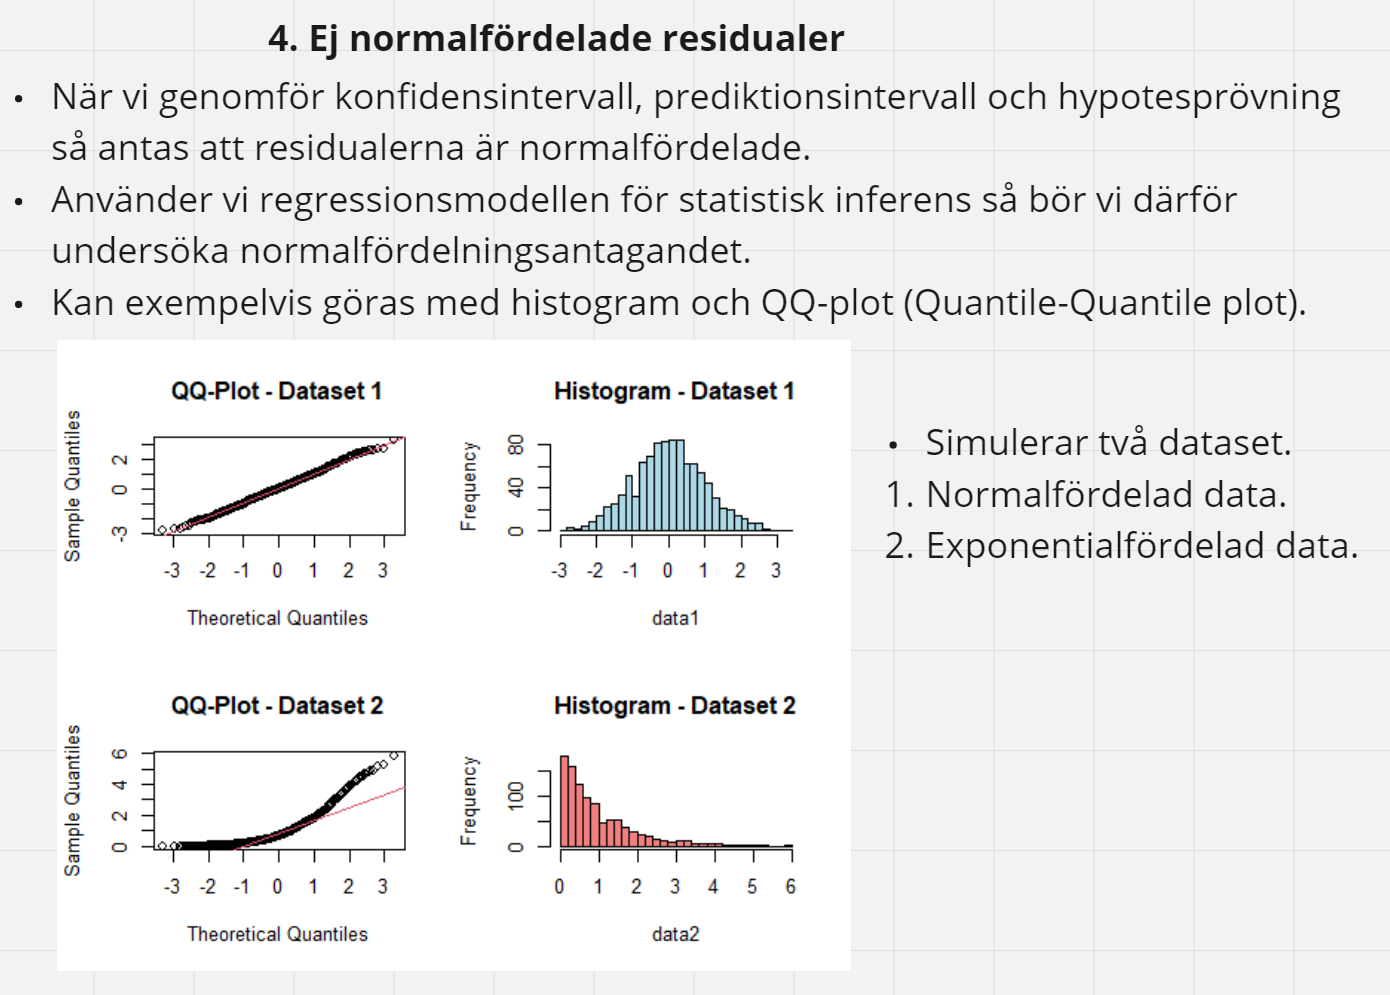 4. Ej normalfördelade residualer
• När vi genomför konfidensintervall, prediktionsintervall och hypotesprövning
så antas att residualerna är normalfördelade.
• Använder vi regressionsmodellen för statistisk inferens så bör vi därför
undersöka normalfördelningsantagandet.
• Kan exempelvis göras med histogram och QQ-plot (Quantile-Quantile plot).
QQ-Plot - Dataset 1
Sample Quantiles
2
0
-3
-3 -2 -1 0 1 2 3
Theoretical Quantiles
Histogram - Dataset 1
Frequency
80
40
0
-3 -2 -1 0 1 2 3
data1
• Simulerar två dataset.
1. Normalfördelad data.
2. Exponentialfördelad data.
QQ-Plot - Dataset 2
Sample Quantiles
6
4
2
0
-3 -2 -1 0 1 2 3
Theoretical Quantiles
Histogram - Dataset 2
Frequency
100
0
0 1 2 3 4 5 6
data2